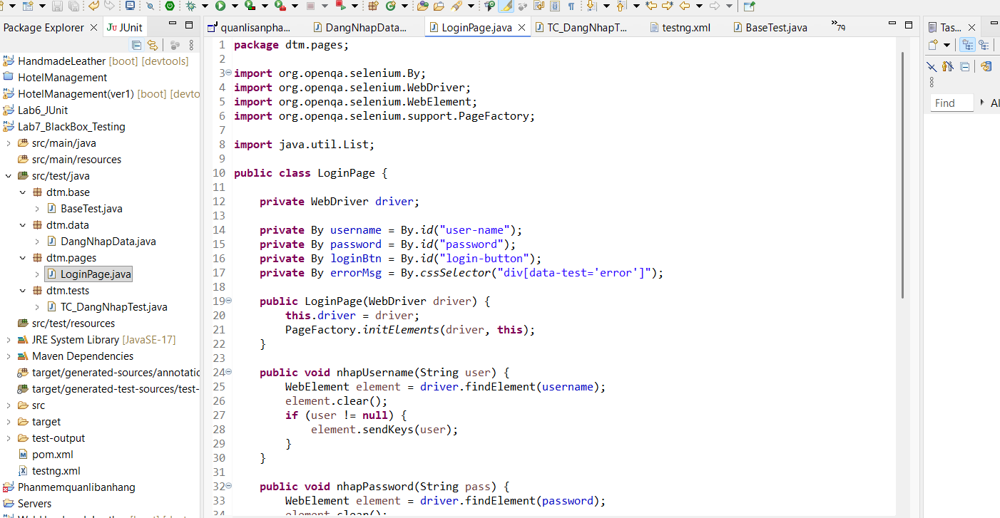 Package Explorer
JUnit
quanlisanpha...
DangNhapData...
LoginPage.java
TC_DangNhapT...
testng.xml
BaseTest.java
»79
Tas...
HandmadeLeather [boot] [devtools]
HotelManagement
HotelManagement(ver1) [boot] [devto
Lab6_JUnit
Lab7_BlackBox_Testing
src/main/java
src/main/resources
src/test/java
dtm.base
BaseTest.java
dtm.data
DangNhapData.java
dtm.pages
LoginPage.java
dtm.tests
TC_DangNhapTest.java
src/test/resources
JRE System Library [JavaSE-17]
Maven Dependencies
target/generated-sources/annotatio
target/generated-test-sources/test-
src
target
test-output
pom.xml
testng.xml
Phanmemquanlibanhang
Servers
1 package dtm.pages;
2
3 import org.openqa.selenium.By;
4 import org.openqa.selenium.WebDriver;
5 import org.openqa.selenium.WebElement;
6 import org.openqa.selenium.support.PageFactory;
7
8 import java.util.List;
9
10 public class LoginPage {
11
12 private WebDriver driver;
13
14 private By username = By.id("user-name");
15 private By password = By.id("password");
16 private By loginBtn = By.id("login-button");
17 private By errorMsg = By.cssSelector("div[data-test='error']");
18
19 public LoginPage(WebDriver driver) {
20 this.driver = driver;
21 PageFactory.initElements(driver, this);
22 }
23
24 public void nhapUsername(String user) {
25 WebElement element = driver.findElement(username);
26 element.clear();
27 if (user != null) {
28 element.sendKeys(user);
29 }
30 }
31
32 public void nhapPassword(String pass) {
33 WebElement element = driver.findElement(password);
34 element.clear();
Find
Al